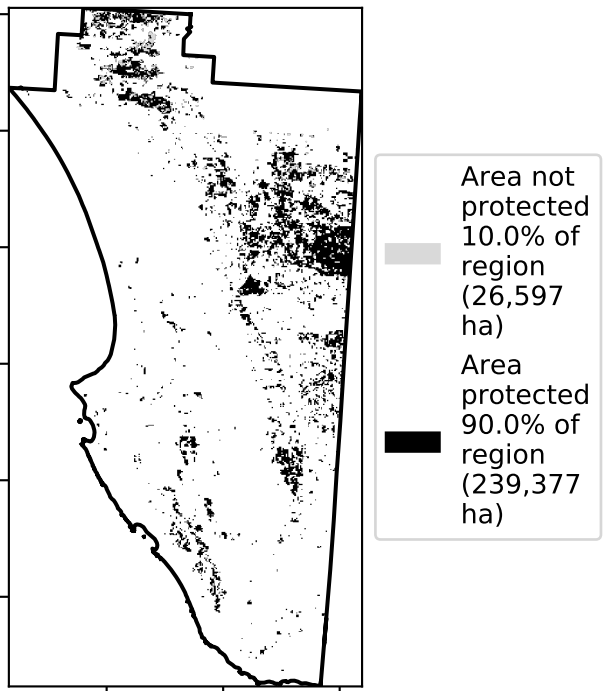 Area not
protected
10.0% of
region
(26,597
ha)
Area
protected
90.0% of
region
(239,377
ha)